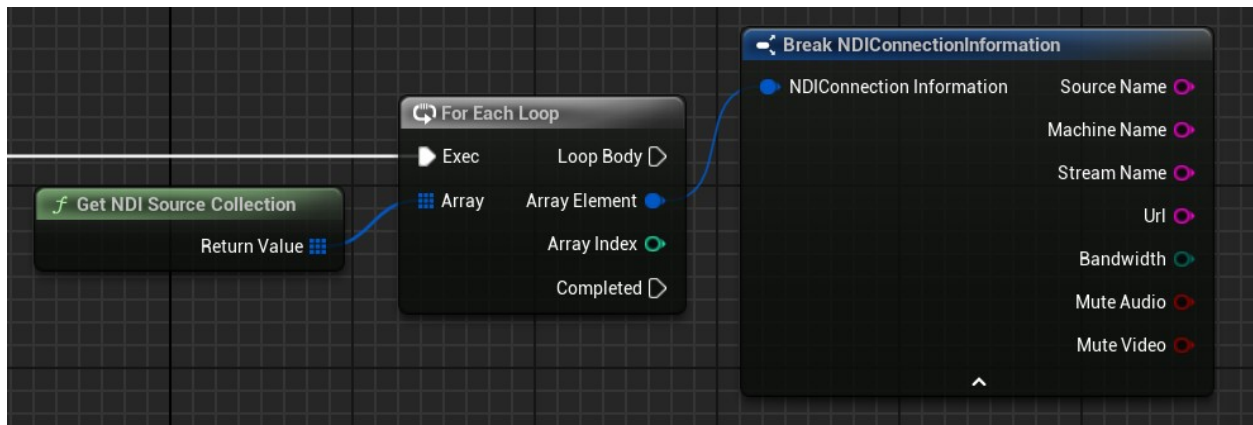 Get NDI Source Collection
Return Value
For Each Loop
Exec
Loop Body
Array
Array Element
Array Index
Completed
Break NDIConnectionInformation
NDIConnection Information
Source Name
Machine Name
Stream Name
Url
Bandwidth
Mute Audio
Mute Video